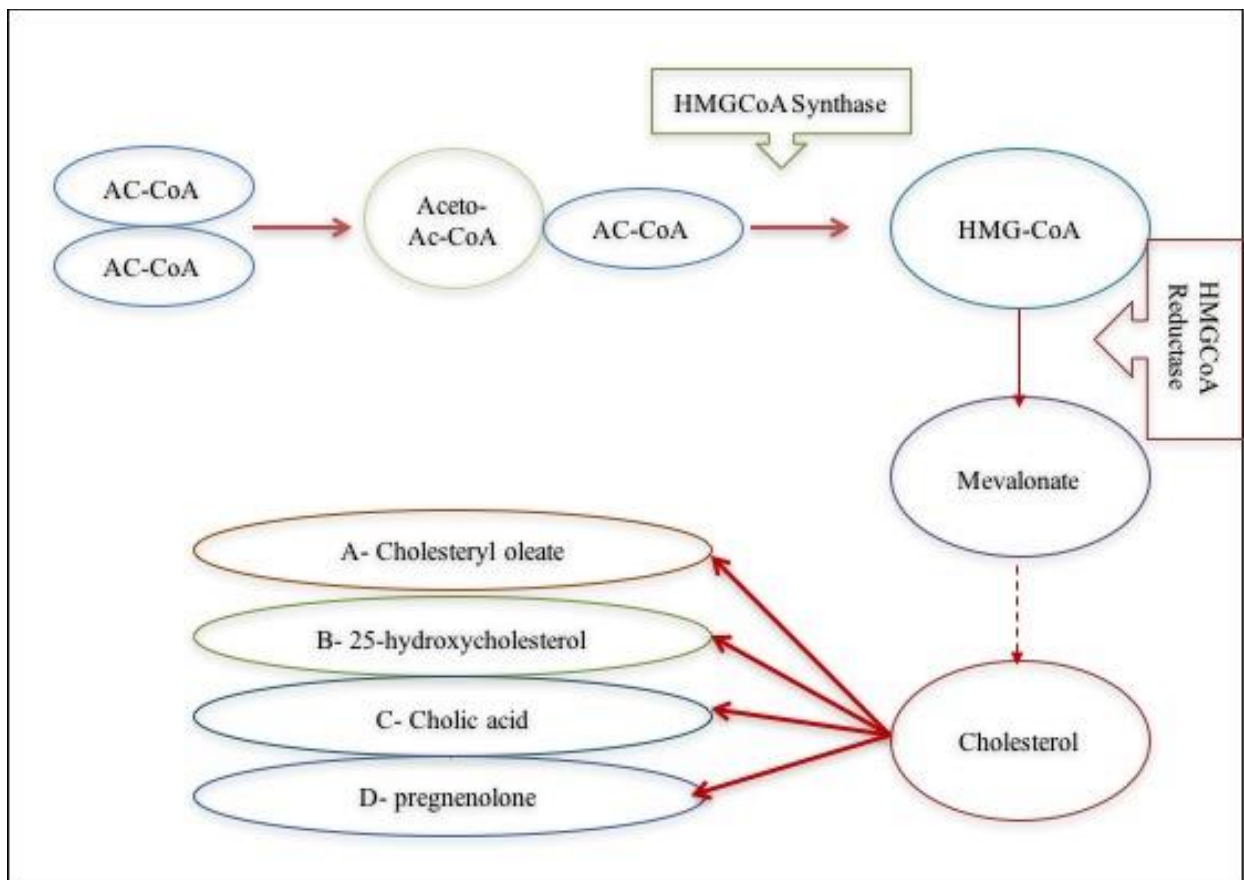 HMGCoA Synthase
AC-CoA
AC-CoA
Aceto-
Ac-CoA
AC-CoA
HMG-CoA
HMGCoA
Reductase
Mevalonate
A- Cholesteryl oleate
B- 25-hydroxycholesterol
C- Cholic acid
D- pregnenolone
Cholesterol